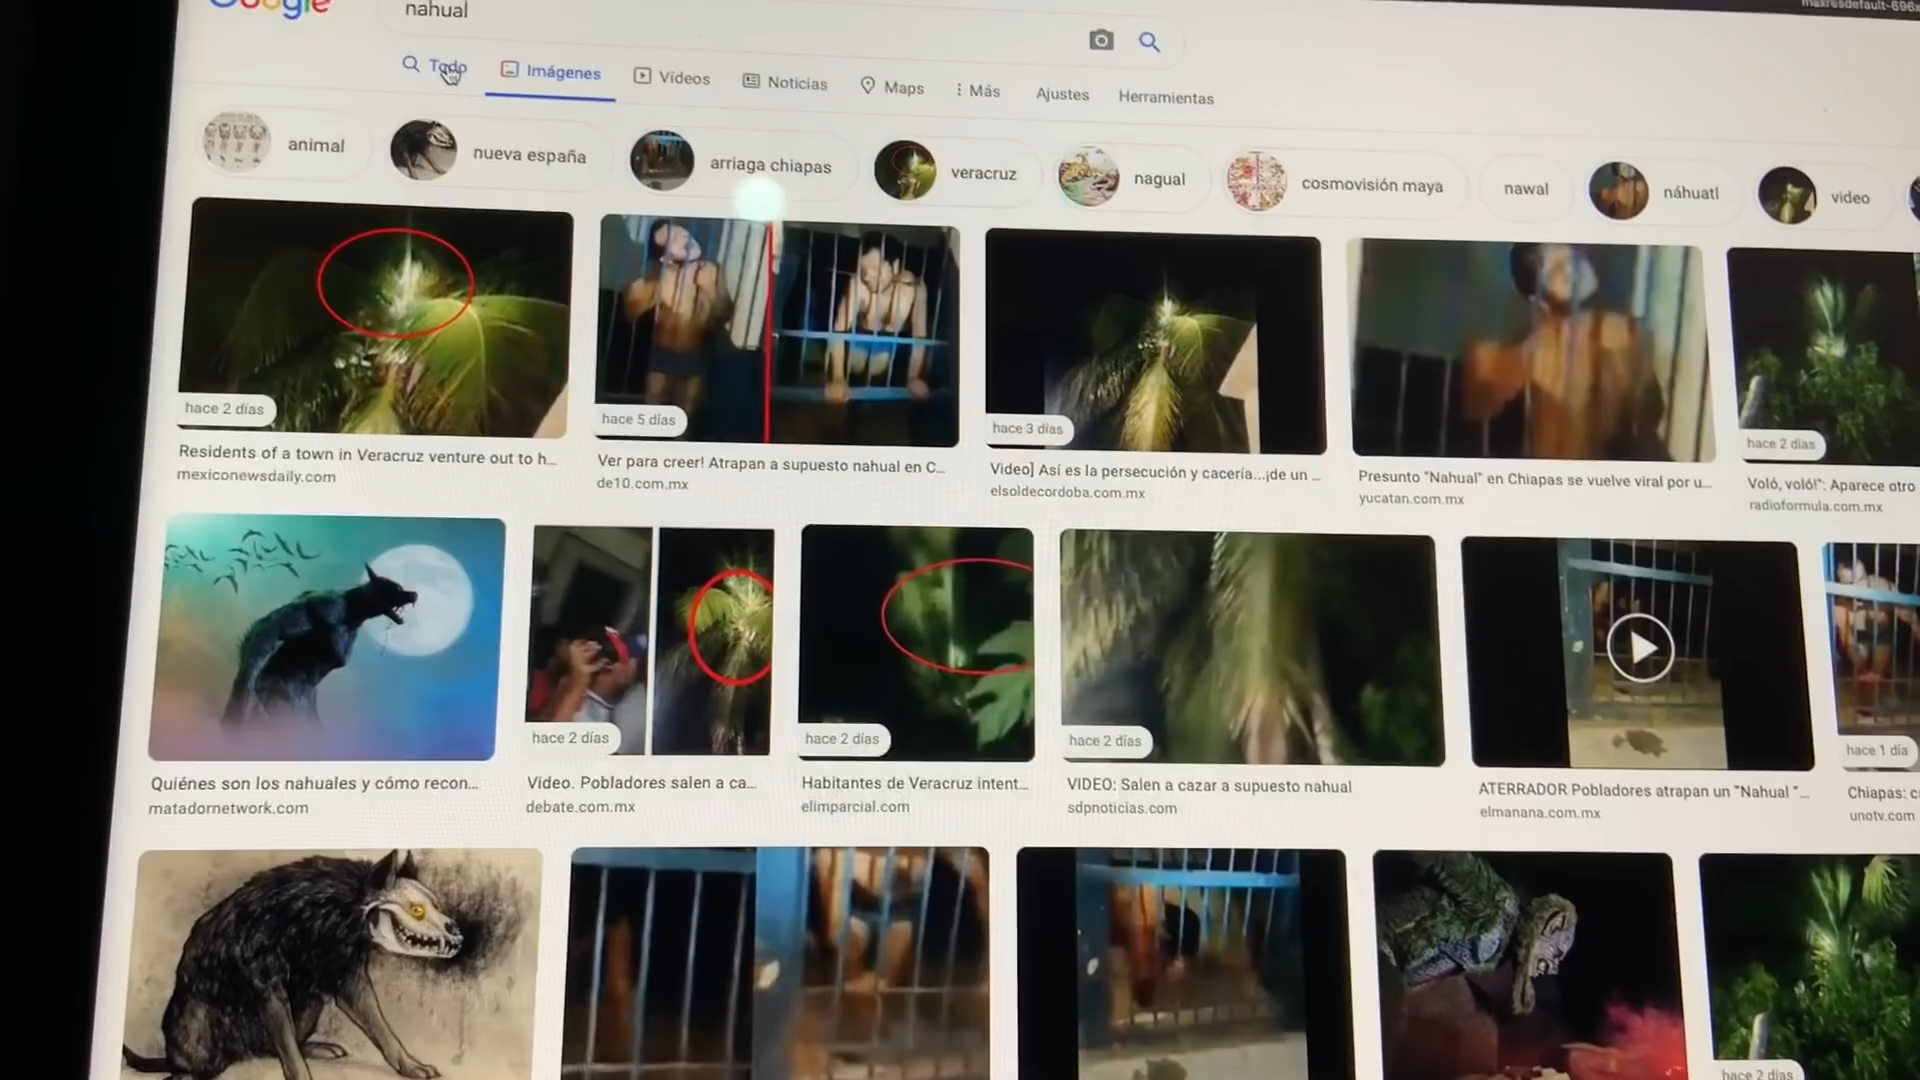 Google
nahual
maxresdefault-696x
Todo
Imágenes
Vídeos
Noticias
Maps
Más
Ajustes
Herramientas
animal
nueva españa
arriaga chiapas
veracruz
nagual
cosmovisión maya
nawal
náhuatl
video
hace 2 días
hace 5 días
hace 3 días
hace 2 días
Residents of a town in Veracruz venture out to h...
mexiconewsdaily.com
Ver para creer! Atrapan a supuesto nahual en C...
de10.com.mx
Video] Así es la persecución y cacería...¡de un ...
elsoldecordoba.com.mx
Presunto "Nahual" en Chiapas se vuelve viral por u...
yucatan.com.mx
Voló, voló!": Aparece otro
radioformula.com.mx
hace 2 días
hace 2 días
hace 2 días
hace 1 día
Quiénes son los nahuales y cómo recon...
matadornetwork.com
Video. Pobladores salen a ca...
debate.com.mx
Habitantes de Veracruz intent...
elimparcial.com
VIDEO: Salen a cazar a supuesto nahual
sdpnoticias.com
ATERRADOR Pobladores atrapan un "Nahual "...
elmanana.com.mx
Chiapas: c
unotv.com
hace 2 días